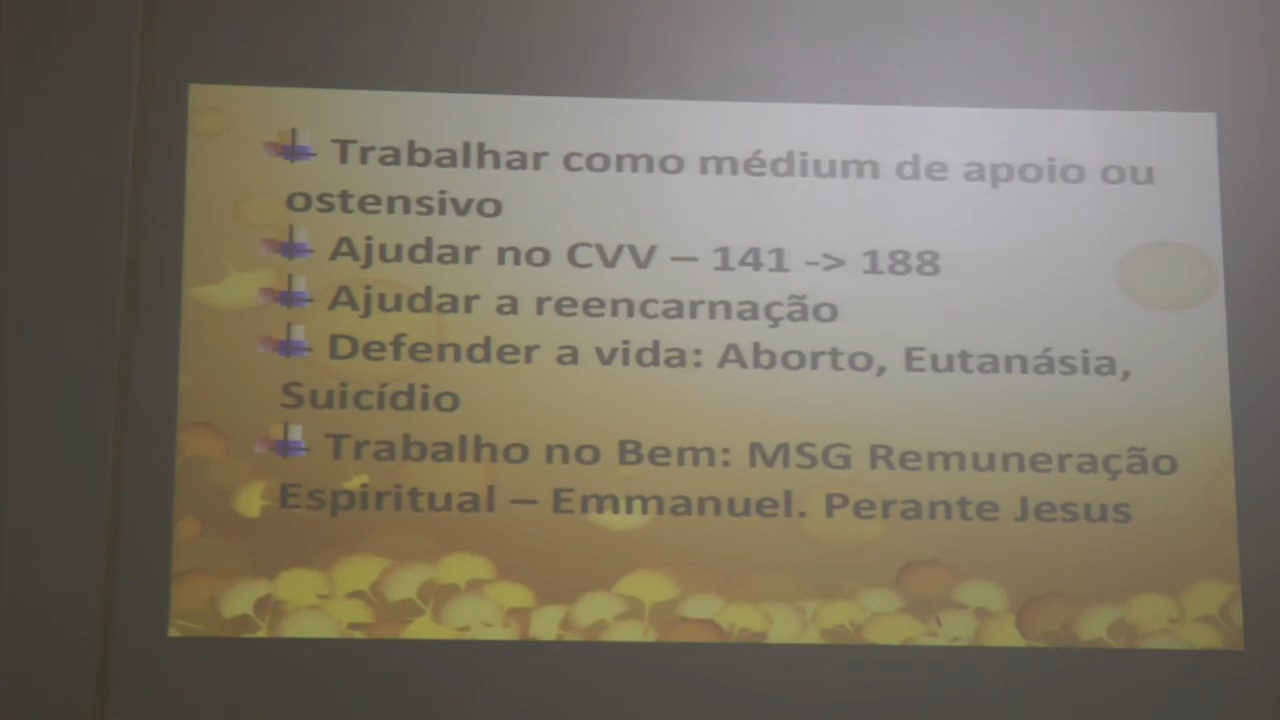 Trabalhar como médium de apoio ou
ostensivo
Ajudar no CVV – 141 -> 188
Ajudar a reencarnação
Defender a vida: Aborto, Eutanásia,
Suicídio
Trabalho no Bem: MSG Remuneração
Espiritual – Emmanuel. Perante Jesus